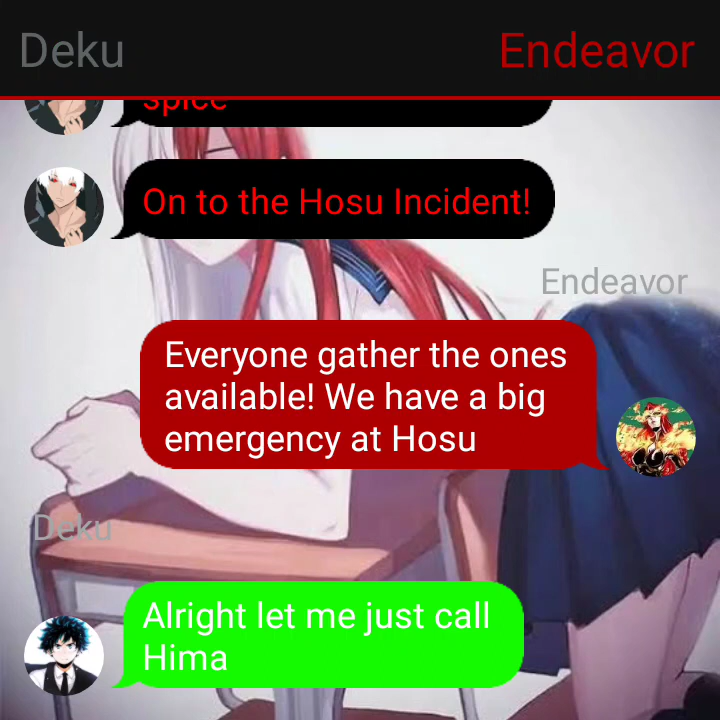 Deku
Endeavor
spice
On to the Hosu Incident!
Endeavor
Everyone gather the ones
available! We have a big
emergency at Hosu
Deku
Alright let me just call
Hima